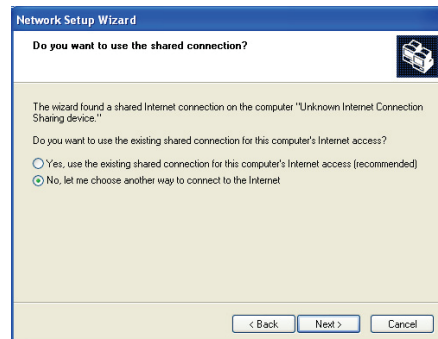 Network Setup Wizard
Do you want to use the shared connection?
The wizard found a shared Internet connection on the computer "Unknown Internet Connection
Sharing device."
Do you want to use the existing shared connection for this computer's Internet access?
Yes, use the existing shared connection for this computer's Internet access (recommended)
No, let me choose another way to connect to the Internet
< Back Next > Cancel